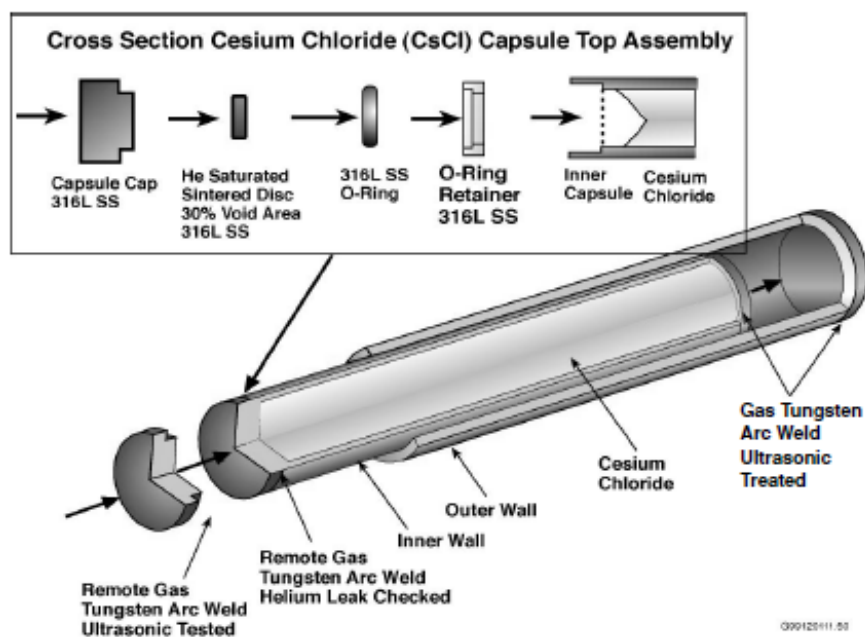 Cross Section Cesium Chloride (CsCl) Capsule Top Assembly
Capsule Cap
316L SS
He Saturated
Sintered Disc
30% Void Area
316L SS
316L SS
O-Ring
O-Ring
Retainer
316L SS
Inner
Capsule
Cesium
Chloride
Gas Tungsten
Arc Weld
Ultrasonic
Treated
Cesium
Chloride
Outer Wall
Inner Wall
Remote Gas
Tungsten Arc Weld
Helium Leak Checked
Remote Gas
Tungsten Arc Weld
Ultrasonic Tested